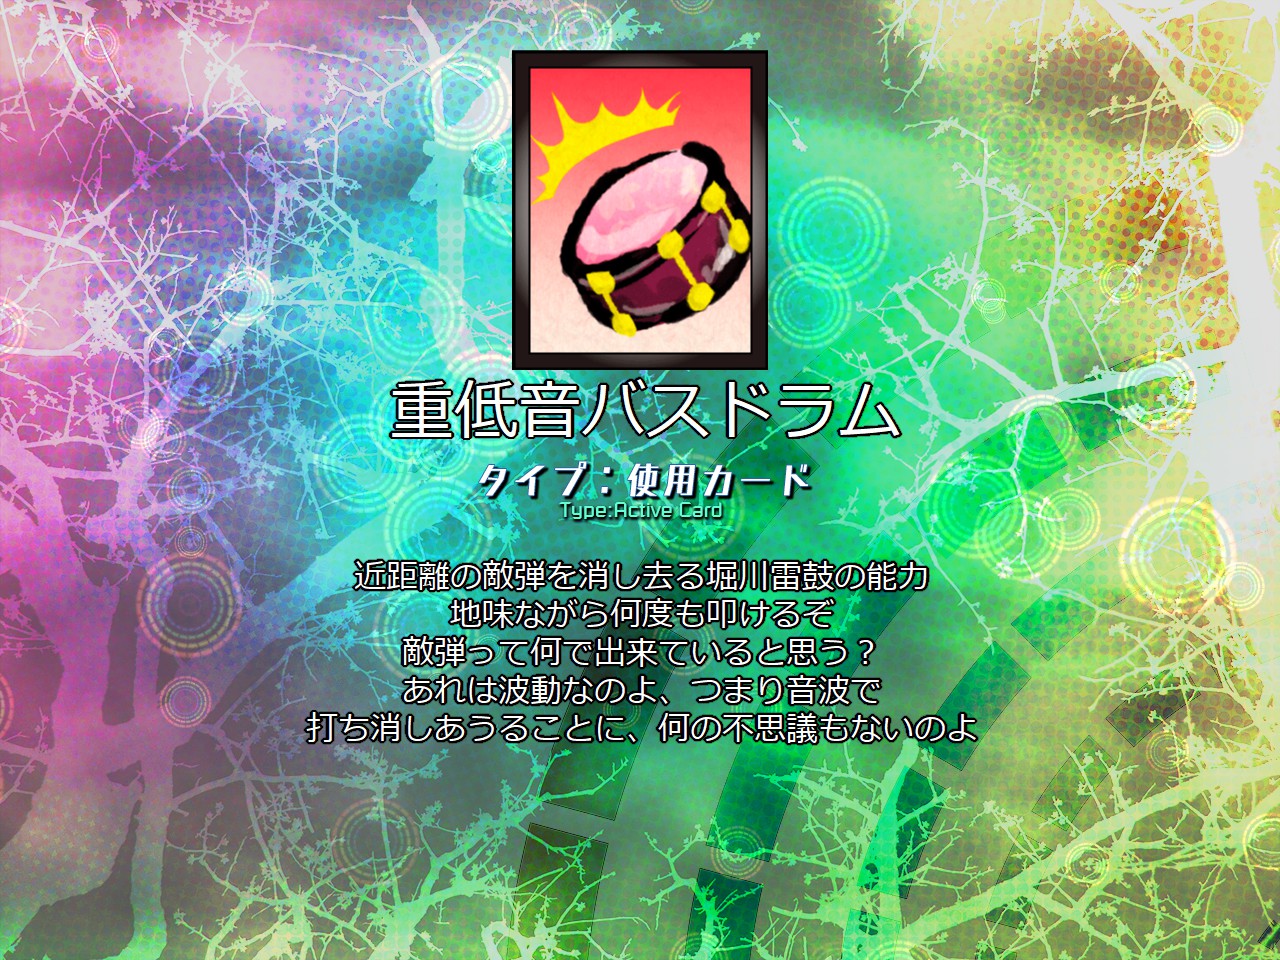 重低音バスドラム
タイプ：使用カード
Type:Active Card
近距離の敵弾を消し去る堀川雷鼓の能力
地味ながら何度も叩けるぞ
敵弾って何で出来ていると思う？
あれは波動なのよ、つまり音波で
打ち消しあうることに、何の不思議もないのよ